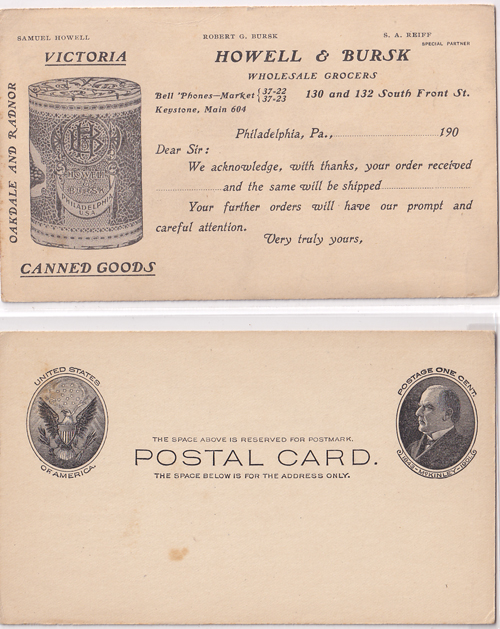 SAMUEL HOWELL ROBERT G. BURSK S. A. REIFF
SPECIAL PARTNER
VICTORIA
HOWELL & BURSK
WHOLESALE GROCERS
Bell 'Phones—Market {37-22
37-23
130 and 132 South Front St.
Keystone, Main 604
OAKDALE AND RADNOR
HOWELL
&
BURSK
PHILADELPHIA
U.S.A.
Philadelphia, Pa., 190
Dear Sir:
We acknowledge, with thanks, your order received
and the same will be shipped
Your further orders will have our prompt and
careful attention.
Very truly yours,
CANNED GOODS
UNITED STATES
OF AMERICA.
POSTAGE ONE CENT.
1843-McKINLEY-1901
THE SPACE ABOVE IS RESERVED FOR POSTMARK.
POSTAL CARD.
THE SPACE BELOW IS FOR THE ADDRESS ONLY.